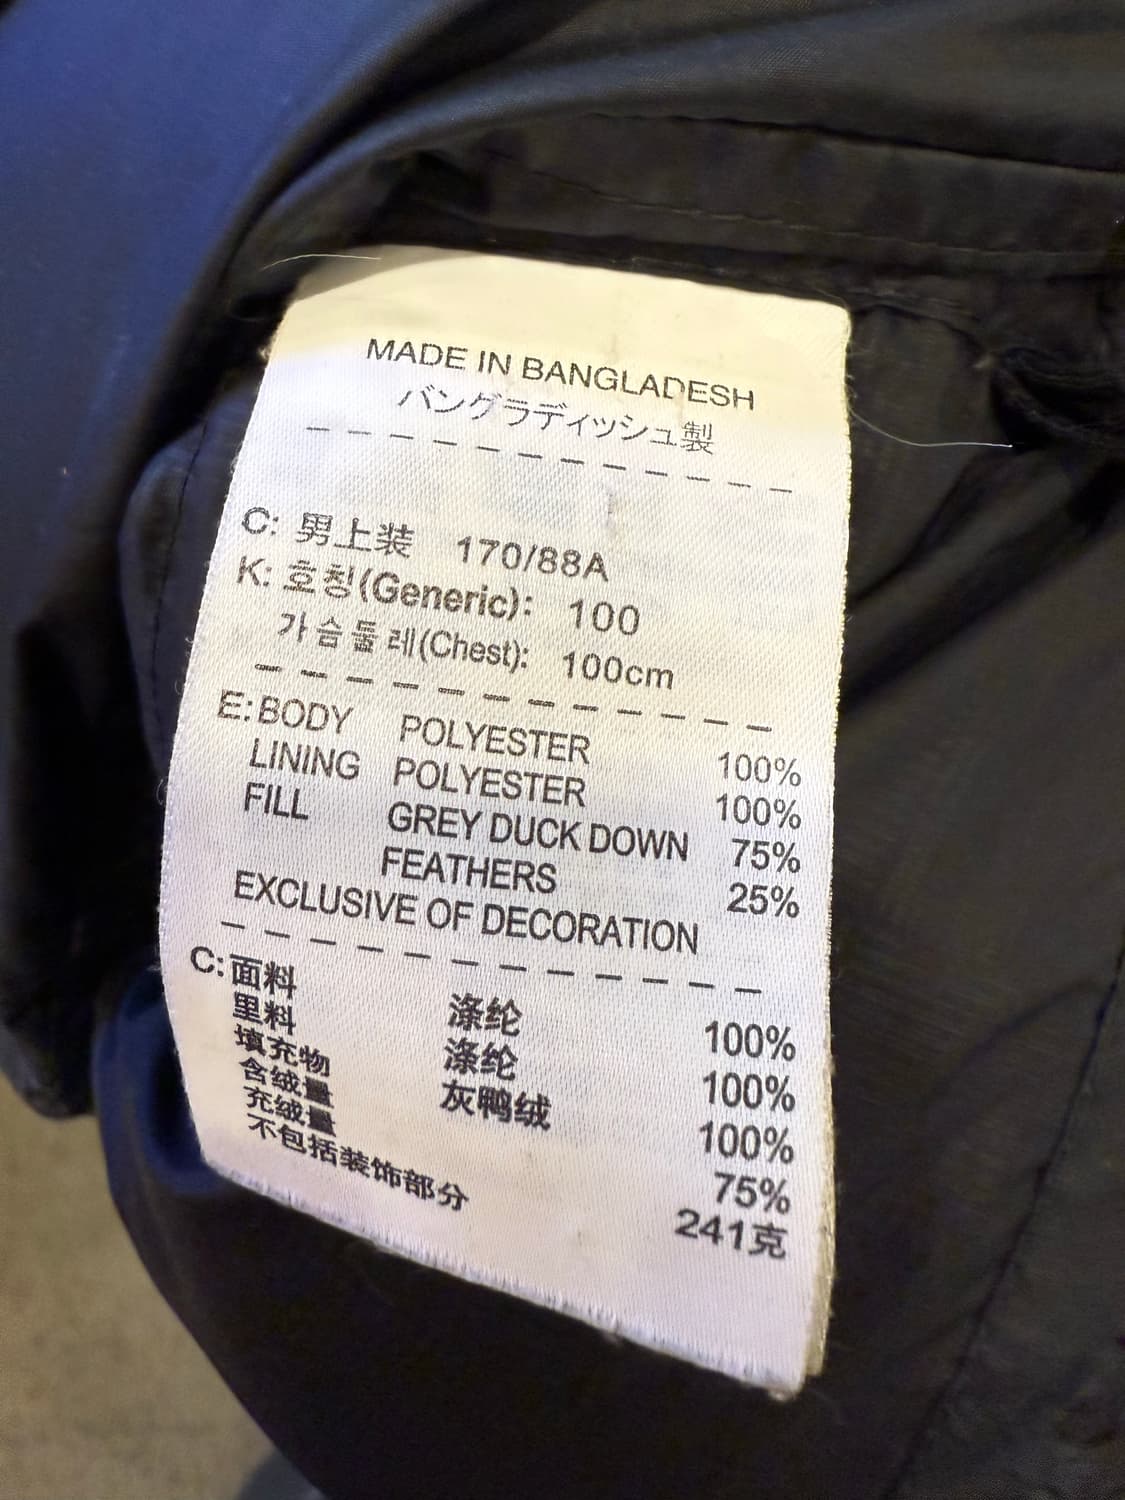 MADE IN BANGLADESH
バングラディッシュ製
C: 男上装 170/88A
K: 호칭(Generic): 100
가슴둘레(Chest): 100cm
E: BODY POLYESTER 100%
LINING POLYESTER 100%
FILL GREY DUCK DOWN 75%
FEATHERS 25%
EXCLUSIVE OF DECORATION
C: 面料 涤纶 100%
里料 涤纶 100%
填充物 灰鸭绒 100%
含绒量 75%
充绒量 241克
不包括装饰部分